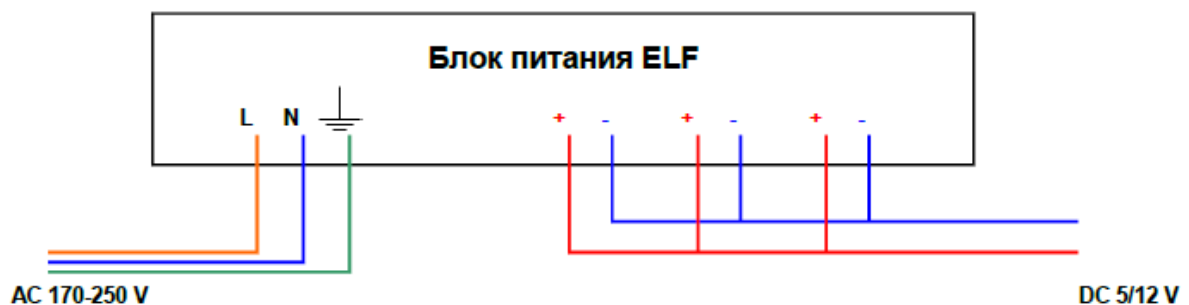 Блок питания ELF
L N + - + - + -
AC 170-250 V DC 5/12 V